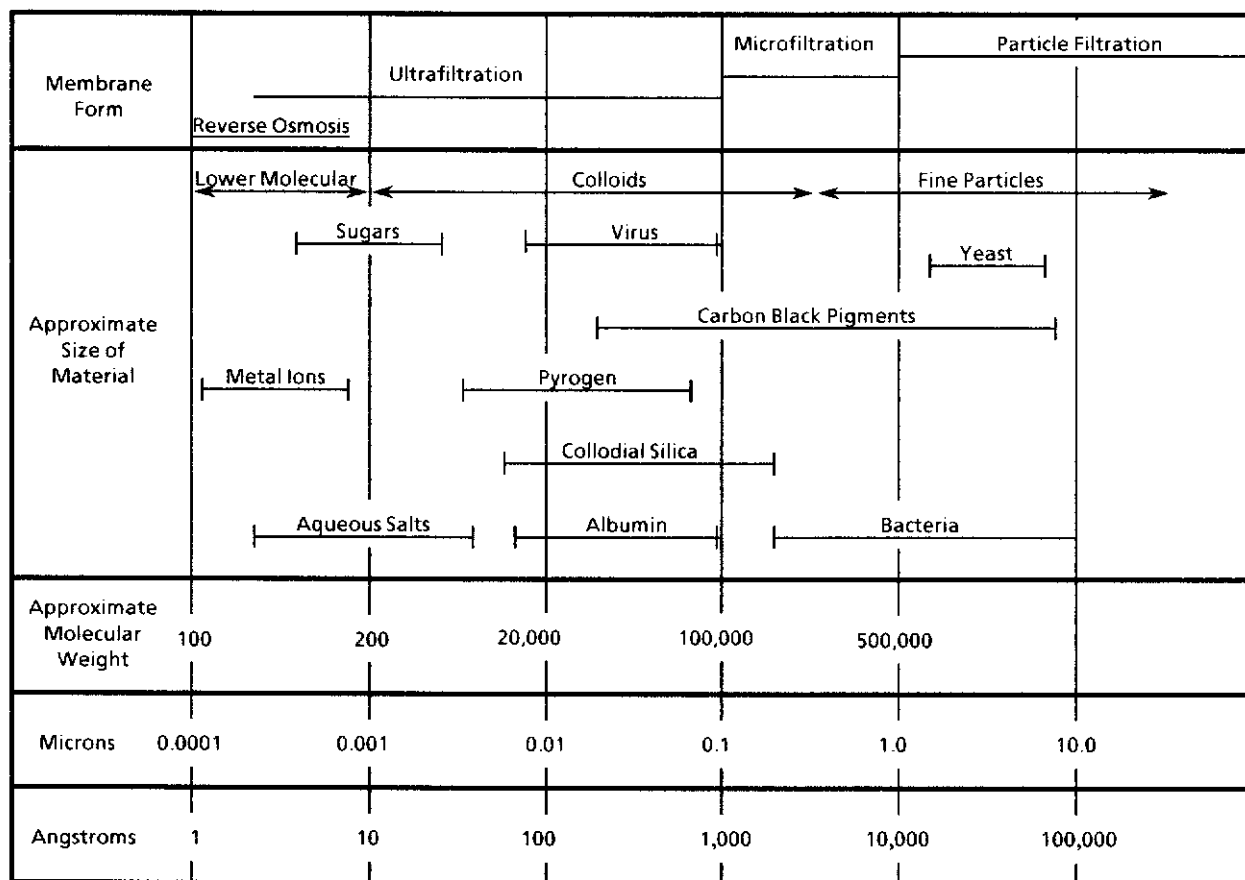 Membrane
Form
Ultrafiltration
Microfiltration
Particle Filtration
Reverse Osmosis
Approximate
Size of
Material
Lower Molecular
Colloids
Fine Particles
Sugars
Virus
Yeast
Carbon Black Pigments
Metal Ions
Pyrogen
Collodial Silica
Aqueous Salts
Albumin
Bacteria
Approximate
Molecular
Weight
100 200 20,000 100,000 500,000
Microns 0.0001 0.001 0.01 0.1 1.0 10.0
Angstroms 1 10 100 1,000 10,000 100,000